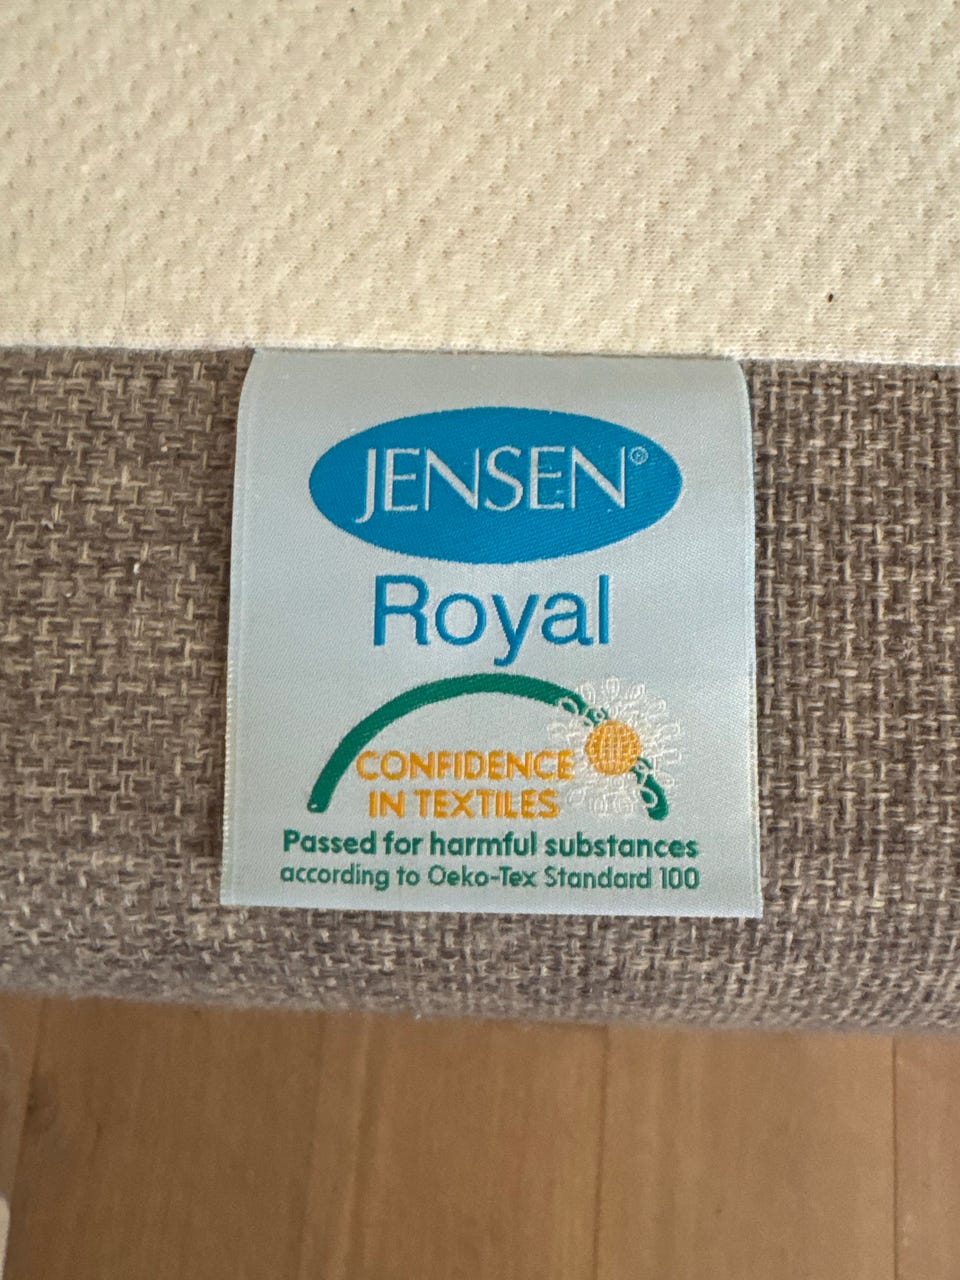 JENSEN®
Royal
CONFIDENCE
IN TEXTILES
Passed for harmful substances
according to Oeko-Tex Standard 100